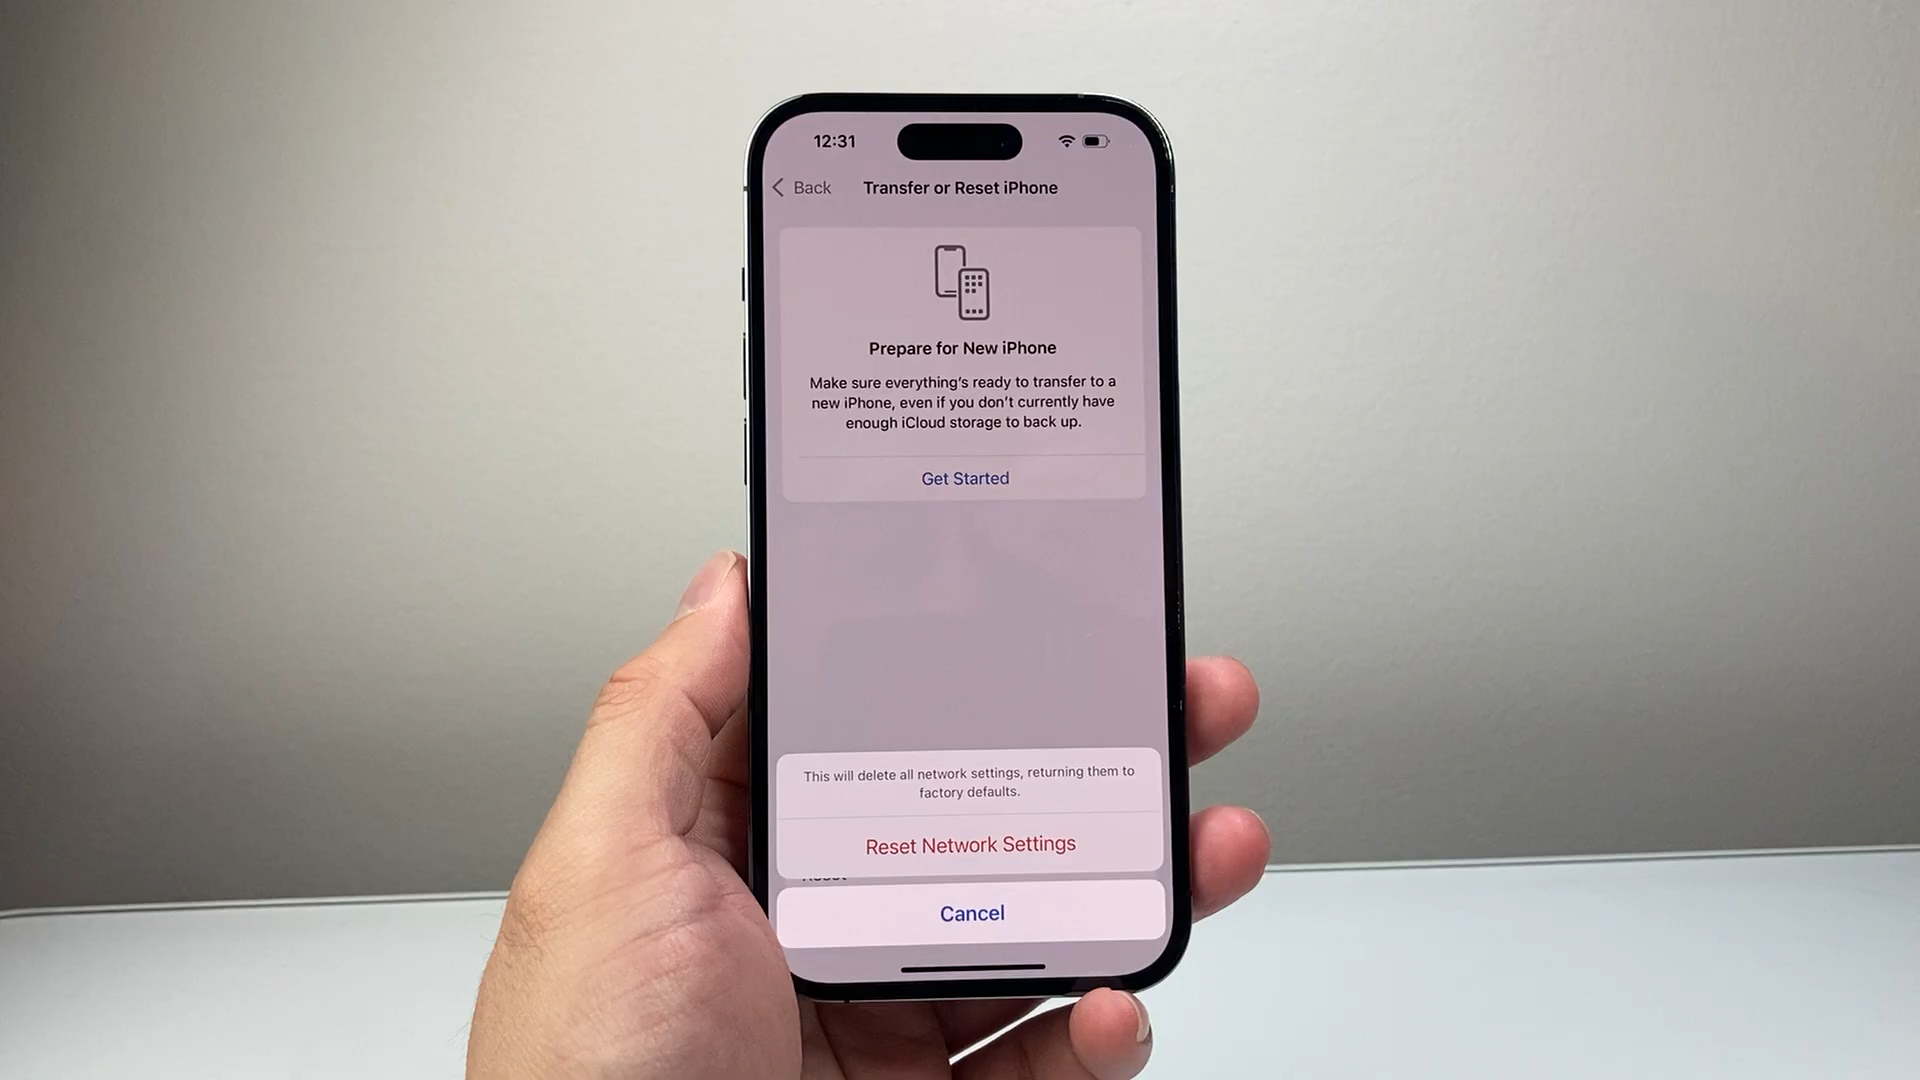 12:31
Back
Transfer or Reset iPhone
Prepare for New iPhone
Make sure everything's ready to transfer to a
new iPhone, even if you don't currently have
enough iCloud storage to back up.
Get Started
This will delete all network settings, returning them to
factory defaults.
Reset Network Settings
Cancel